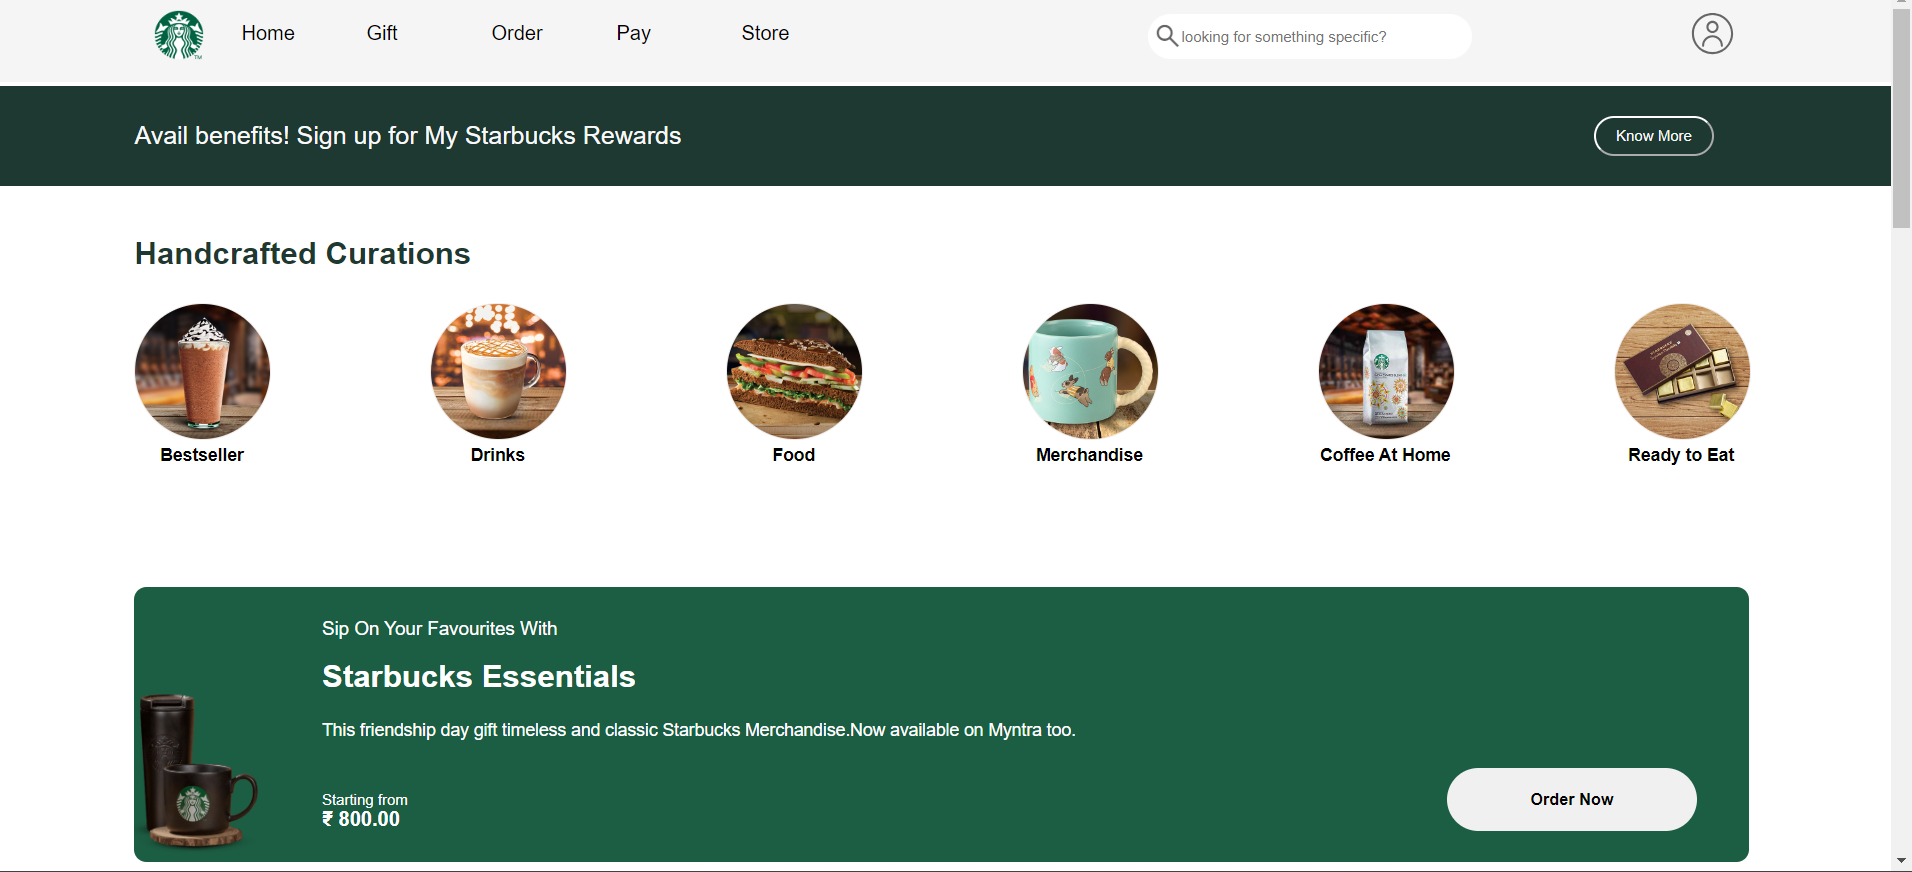 Home Gift Order Pay Store looking for something specific?
Avail benefits! Sign up for My Starbucks Rewards Know More
Handcrafted Curations
Bestseller Drinks Food Merchandise Coffee At Home Ready to Eat
Sip On Your Favourites With
Starbucks Essentials
This friendship day gift timeless and classic Starbucks Merchandise.Now available on Myntra too.
Starting from
₹ 800.00
Order Now